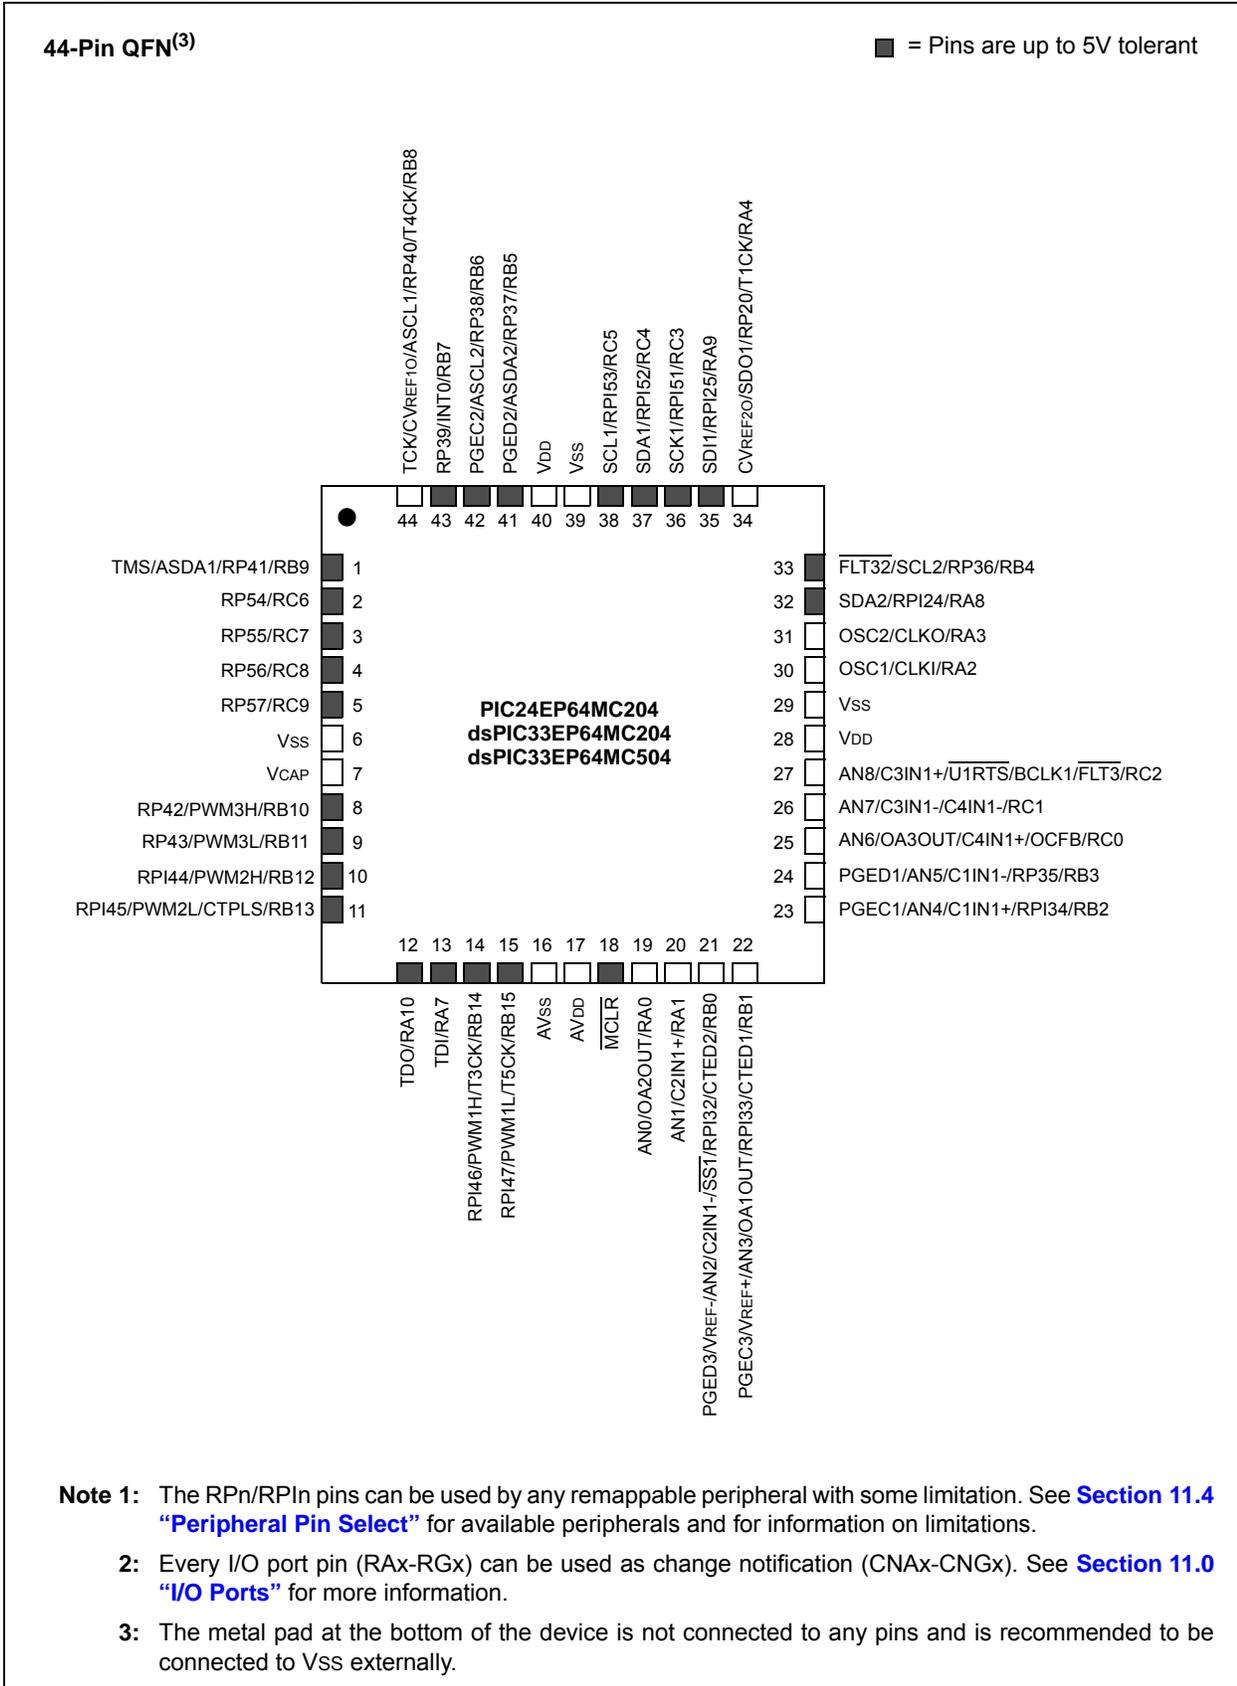 44-Pin QFN(3)
= Pins are up to 5V tolerant
TCK/CVREF1O/ASCL1/RP40/T4CK/RB8
RP39/INT0/RB7
PGEC2/ASCL2/RP38/RB6
PGED2/ASDA2/RP37/RB5
VDD
VSS
SCL1/RPI53/RC5
SDA1/RPI52/RC4
SCK1/RPI51/RC3
SDI1/RPI25/RA9
CVREF2O/SDO1/RP20/T1CK/RA4
44 43 42 41 40 39 38 37 36 35 34
TMS/ASDA1/RP41/RB9 1
RP54/RC6 2
RP55/RC7 3
RP56/RC8 4
RP57/RC9 5
VSS 6
VCAP 7
RP42/PWM3H/RB10 8
RP43/PWM3L/RB11 9
RPI44/PWM2H/RB12 10
RPI45/PWM2L/CTPLS/RB13 11
PIC24EP64MC204
dsPIC33EP64MC204
dsPIC33EP64MC504
33 FLT32/SCL2/RP36/RB4
32 SDA2/RPI24/RA8
31 OSC2/CLKO/RA3
30 OSC1/CLKI/RA2
29 VSS
28 VDD
27 AN8/C3IN1+/U1RTS/BCLK1/FLT3/RC2
26 AN7/C3IN1-/C4IN1-/RC1
25 AN6/OA3OUT/C4IN1+/OCFB/RC0
24 PGED1/AN5/C1IN1-/RP35/RB3
23 PGEC1/AN4/C1IN1+/RPI34/RB2
12 13 14 15 16 17 18 19 20 21 22
TDO/RA10
TDI/RA7
RPI46/PWM1H/T3CK/RB14
RPI47/PWM1L/T5CK/RB15
AVSS
AVDD
MCLR
AN0/OA2OUT/RA0
AN1/C2IN1+/RA1
PGED3/VREF-/AN2/C2IN1-/SS1/RPI32/CTED2/RB0
PGEC3/VREF+/AN3/OA1OUT/RPI33/CTED1/RB1
Note 1: The RPn/RPIn pins can be used by any remappable peripheral with some limitation. See Section 11.4
“Peripheral Pin Select” for available peripherals and for information on limitations.
2: Every I/O port pin (RAx-RGx) can be used as change notification (CNAx-CNGx). See Section 11.0
“I/O Ports” for more information.
3: The metal pad at the bottom of the device is not connected to any pins and is recommended to be
connected to VSS externally.